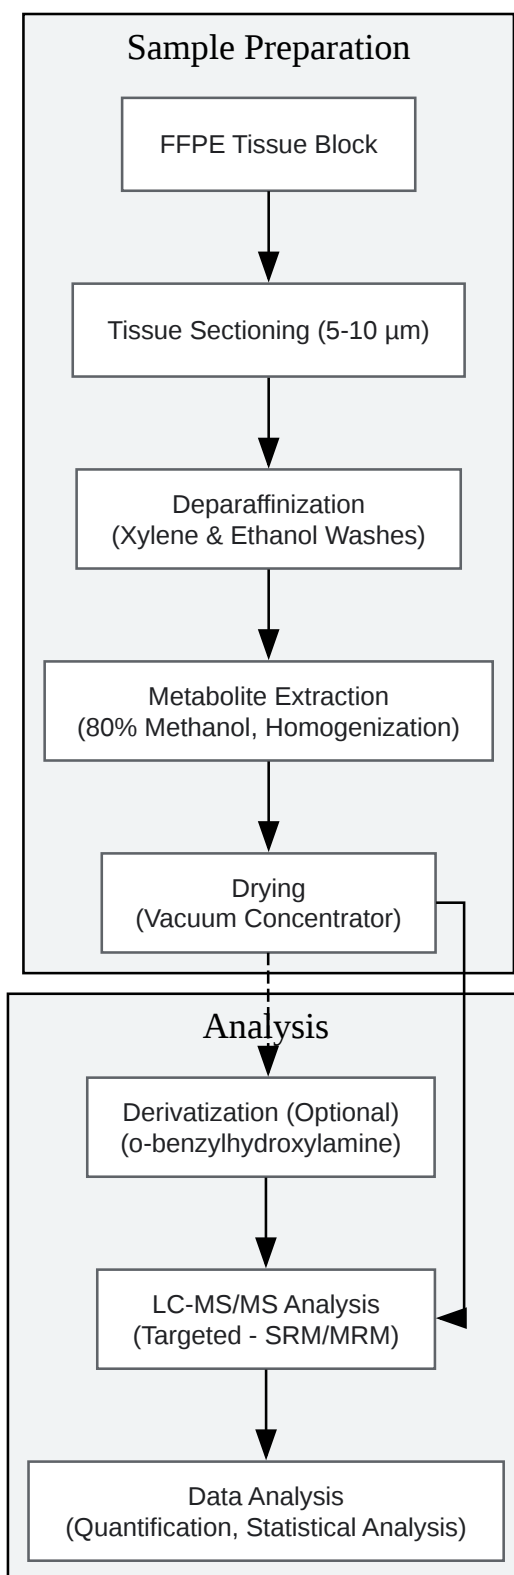 Sample Preparation
FFPE Tissue Block
Tissue Sectioning (5-10 µm)
Deparaffinization
(Xylene & Ethanol Washes)
Metabolite Extraction
(80% Methanol, Homogenization)
Drying
(Vacuum Concentrator)
Analysis
Derivatization (Optional)
(o-benzylhydroxylamine)
LC-MS/MS Analysis
(Targeted - SRM/MRM)
Data Analysis
(Quantification, Statistical Analysis)